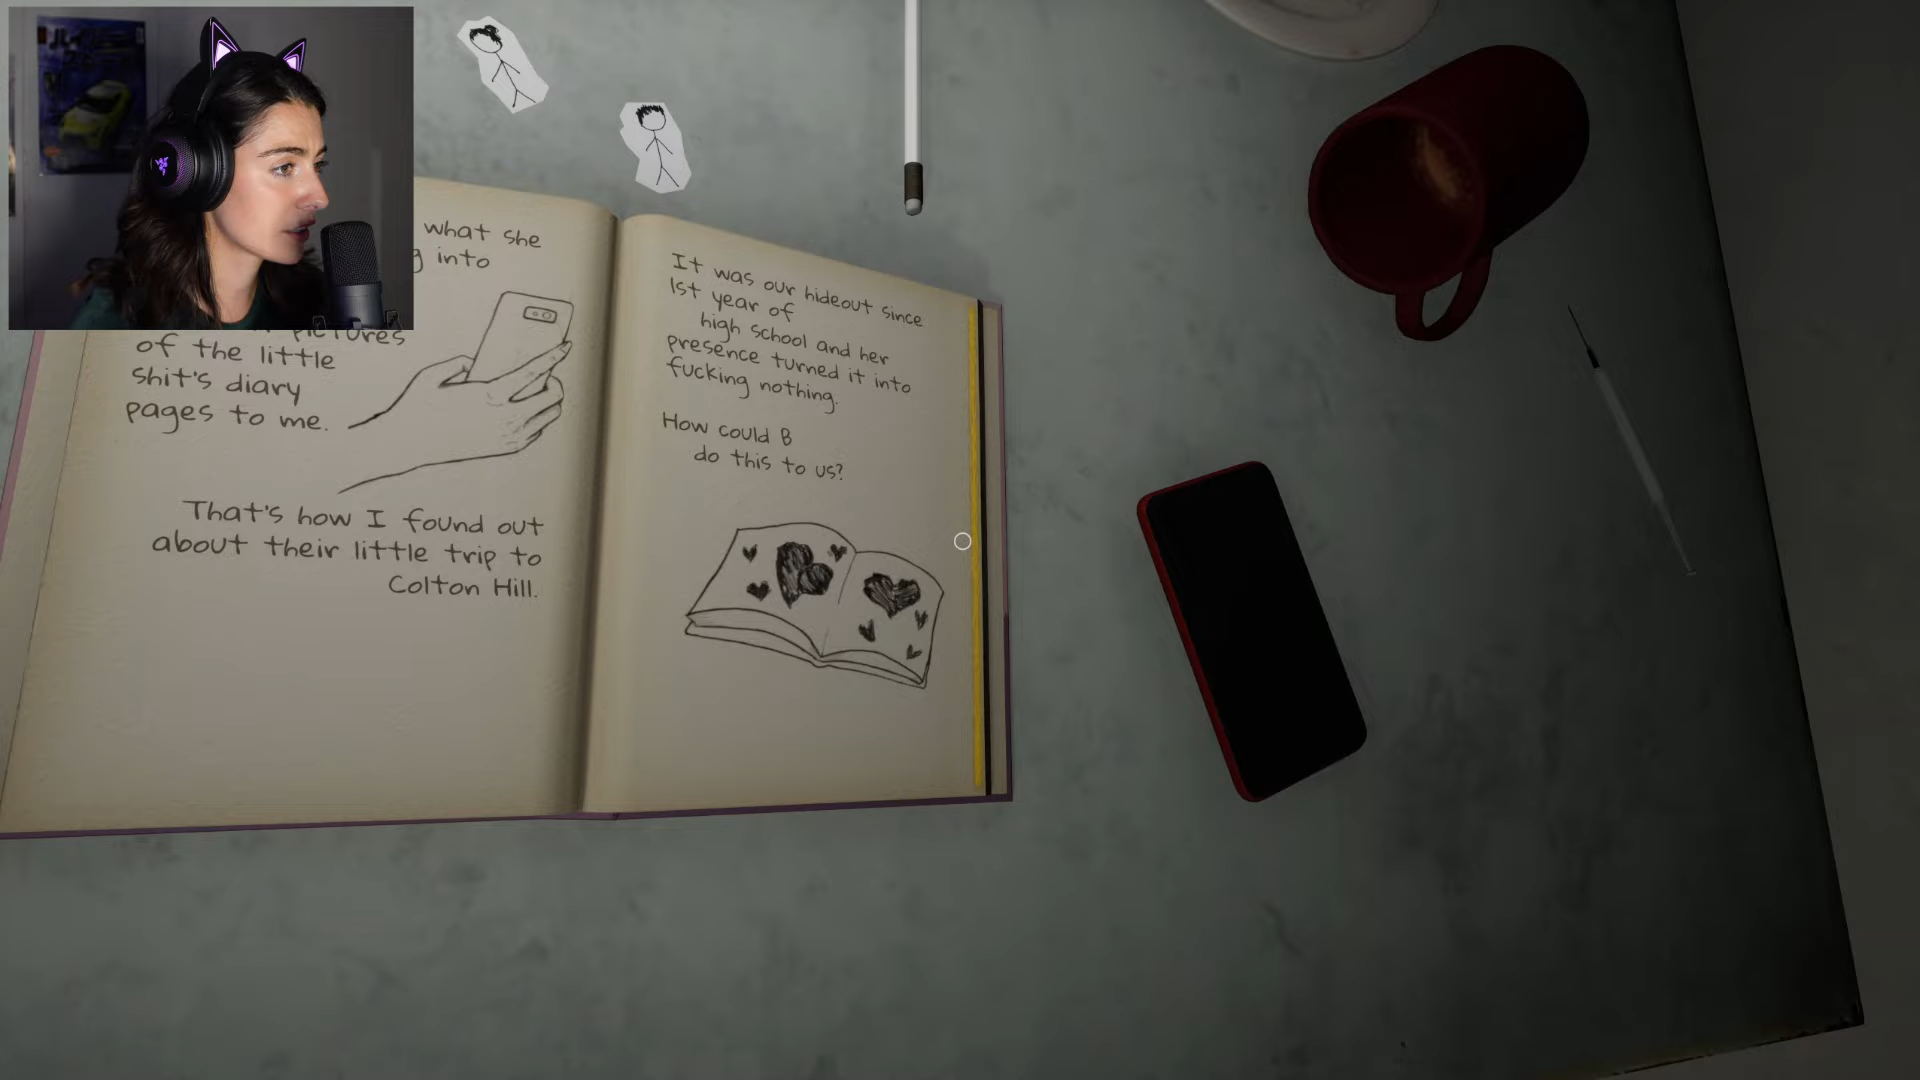 what she
into
pictures
of the little
shit's diary
pages to me.
That's how I found out
about their little trip to
Colton Hill.
It was our hideout since
1st year of
high school and her
presence turned it into
fucking nothing.
How could B
do this to us?